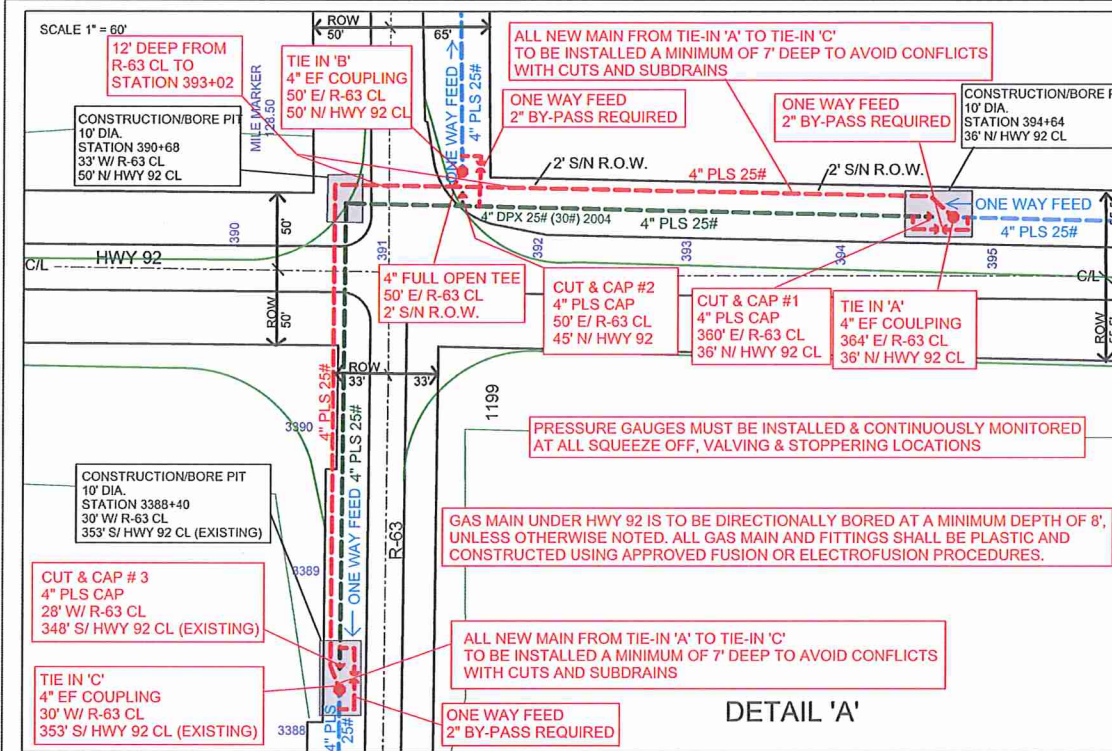 SCALE 1" = 60'
ROW
50'
65'
12' DEEP FROM
R-63 CL TO
STATION 393+02
TIE IN 'B'
4" EF COUPLING
50' E/ R-63 CL
50' N/ HWY 92 CL
ONE WAY FEED
4" PLS 25#
ALL NEW MAIN FROM TIE-IN 'A' TO TIE-IN 'C'
TO BE INSTALLED A MINIMUM OF 7' DEEP TO AVOID CONFLICTS
WITH CUTS AND SUBDRAINS
ONE WAY FEED
2" BY-PASS REQUIRED
ONE WAY FEED
2" BY-PASS REQUIRED
CONSTRUCTION/BORE P
10' DIA.
STATION 394+64
36' N/ HWY 92 CL
CONSTRUCTION/BORE PIT
10' DIA.
STATION 390+68
33' W/ R-63 CL
50' N/ HWY 92 CL
MILE MARKER
128.50
2' S/N R.O.W.
4" PLS 25#
2' S/N R.O.W.
ONE WAY FEED
4" PLS 25#
4" DPX 25# (30#) 2004
4" PLS 25#
390
391
392
393
394
395
50'
HWY 92
C/L
C/L
ROW
50'
ROW
4" FULL OPEN TEE
50' E/ R-63 CL
2' S/N R.O.W.
CUT & CAP #2
4" PLS CAP
50' E/ R-63 CL
45' N/ HWY 92
CUT & CAP #1
4" PLS CAP
360' E/ R-63 CL
36' N/ HWY 92 CL
TIE IN 'A'
4" EF COULPING
364' E/ R-63 CL
36' N/ HWY 92 CL
ROW
33'
33'
1199
4" PLS 25#
4" PLS 25#
3390
PRESSURE GAUGES MUST BE INSTALLED & CONTINUOUSLY MONITORED
AT ALL SQUEEZE OFF, VALVING & STOPPERING LOCATIONS
CONSTRUCTION/BORE PIT
10' DIA.
STATION 3388+40
30' W/ R-63 CL
353' S/ HWY 92 CL (EXISTING)
ONE WAY FEED
R-63
GAS MAIN UNDER HWY 92 IS TO BE DIRECTIONALLY BORED AT A MINIMUM DEPTH OF 8',
UNLESS OTHERWISE NOTED. ALL GAS MAIN AND FITTINGS SHALL BE PLASTIC AND
CONSTRUCTED USING APPROVED FUSION OR ELECTROFUSION PROCEDURES.
3389
CUT & CAP # 3
4" PLS CAP
28' W/ R-63 CL
348' S/ HWY 92 CL (EXISTING)
ALL NEW MAIN FROM TIE-IN 'A' TO TIE-IN 'C'
TO BE INSTALLED A MINIMUM OF 7' DEEP TO AVOID CONFLICTS
WITH CUTS AND SUBDRAINS
TIE IN 'C'
4" EF COUPLING
30' W/ R-63 CL
353' S/ HWY 92 CL (EXISTING)
3388
4" PLS
25#
ONE WAY FEED
2" BY-PASS REQUIRED
DETAIL 'A'